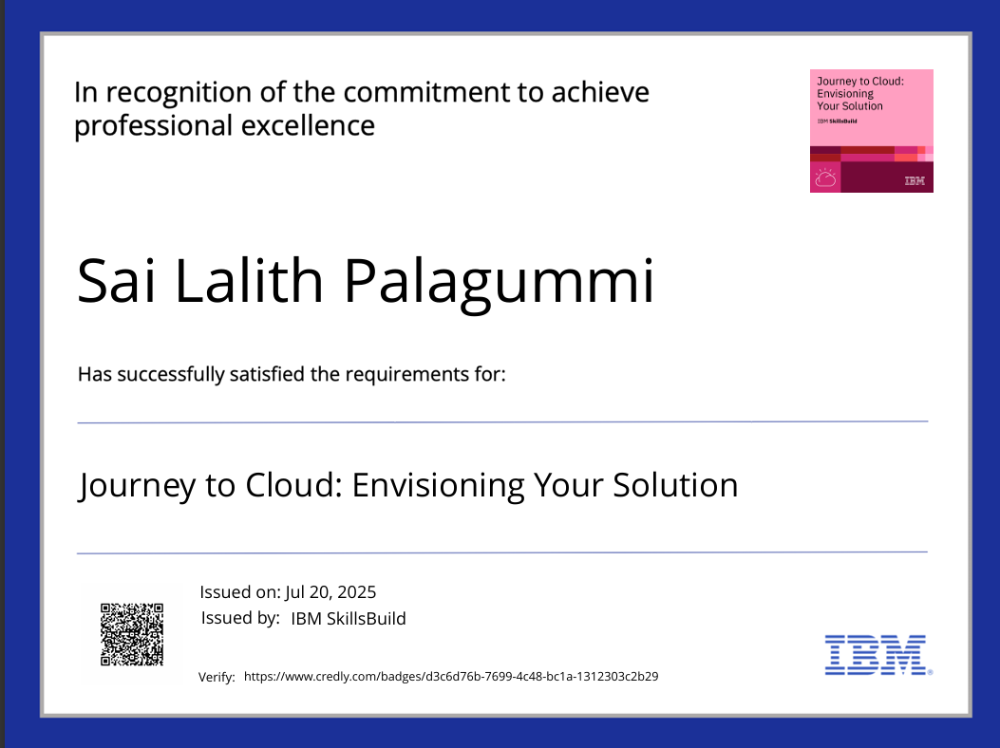 In recognition of the commitment to achieve
professional excellence
Journey to Cloud:
Envisioning
Your Solution
IBM SkillsBuild
IBM
Sai Lalith Palagummi
Has successfully satisfied the requirements for:
Journey to Cloud: Envisioning Your Solution
Issued on: Jul 20, 2025
Issued by: IBM SkillsBuild
Verify: https://www.credly.com/badges/d3c6d76b-7699-4c48-bc1a-1312303c2b29
IBM®